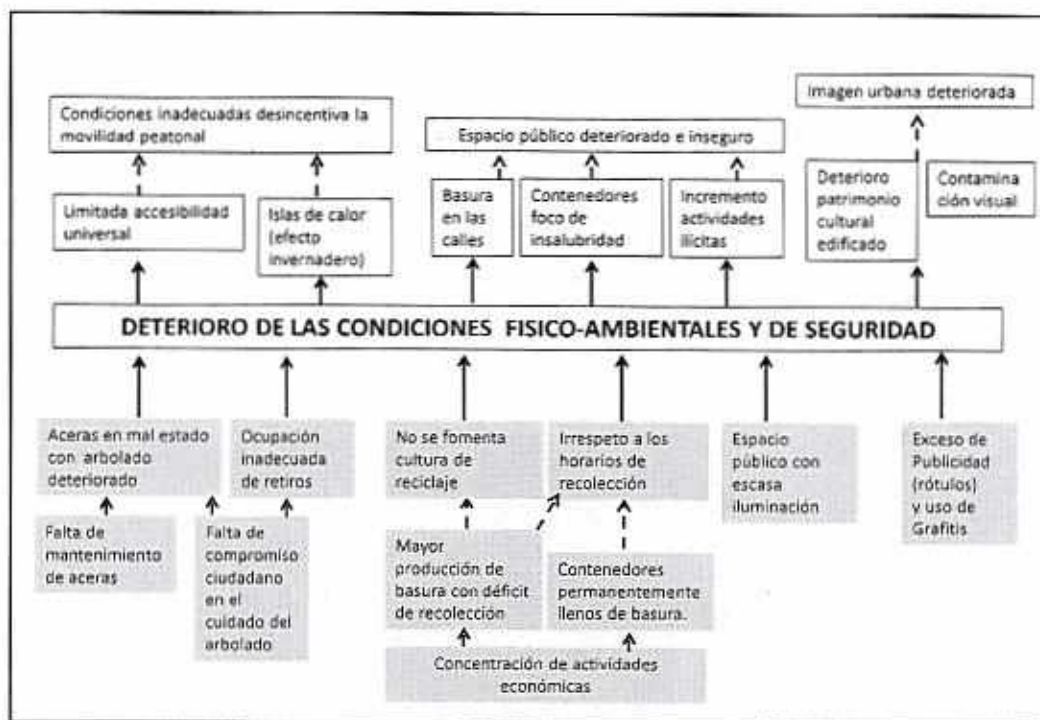 Imagen urbana deteriorada
Condiciones inadecuadas desincentiva la
movilidad peatonal
Espacio público deteriorado e inseguro
Limitada accesibilidad
universal
Islas de calor
(efecto
invernadero)
Basura
en las
calles
Contenedores
foco de
insalubridad
Incremento
actividades
ilícitas
Deterioro
patrimonio
cultural
edificado
Contamina
ción visual
DETERIORO DE LAS CONDICIONES FISICO-AMBIENTALES Y DE SEGURIDAD
Aceras en mal estado
con arbolado
deteriorado
Ocupación
inadecuada
de retiros
No se fomenta
cultura de
reciclaje
Irrespeto a los
horarios de
recolección
Espacio
público con
escasa
iluminación
Exceso de
Publicidad
(rótulos)
y uso de
Grafitis
Falta de
mantenimiento
de aceras
Falta de
compromiso
ciudadano
en el
cuidado del
arbolado
Mayor
producción de
basura con déficit
de recolección
Contenedores
permanentemente
llenos de basura.
Concentración de actividades
económicas